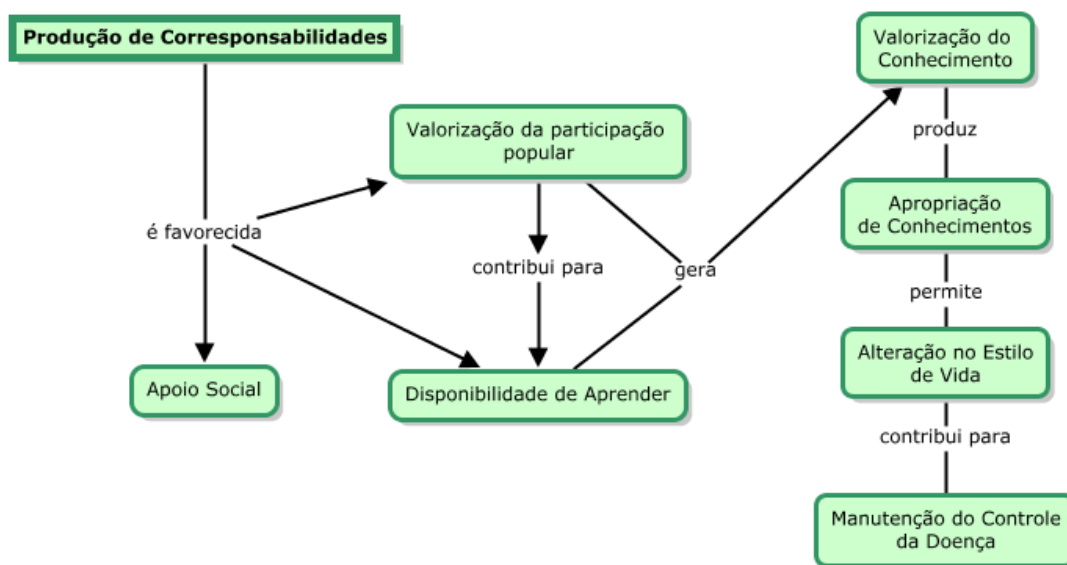 Produção de Corresponsabilidades
é favorecida
Apoio Social
Valorização da participação
popular
contribui para
Disponibilidade de Aprender
gera
Valorização do
Conhecimento
produz
Apropriação
de Conhecimentos
permite
Alteração no Estilo
de Vida
contribui para
Manutenção do Controle
da Doença